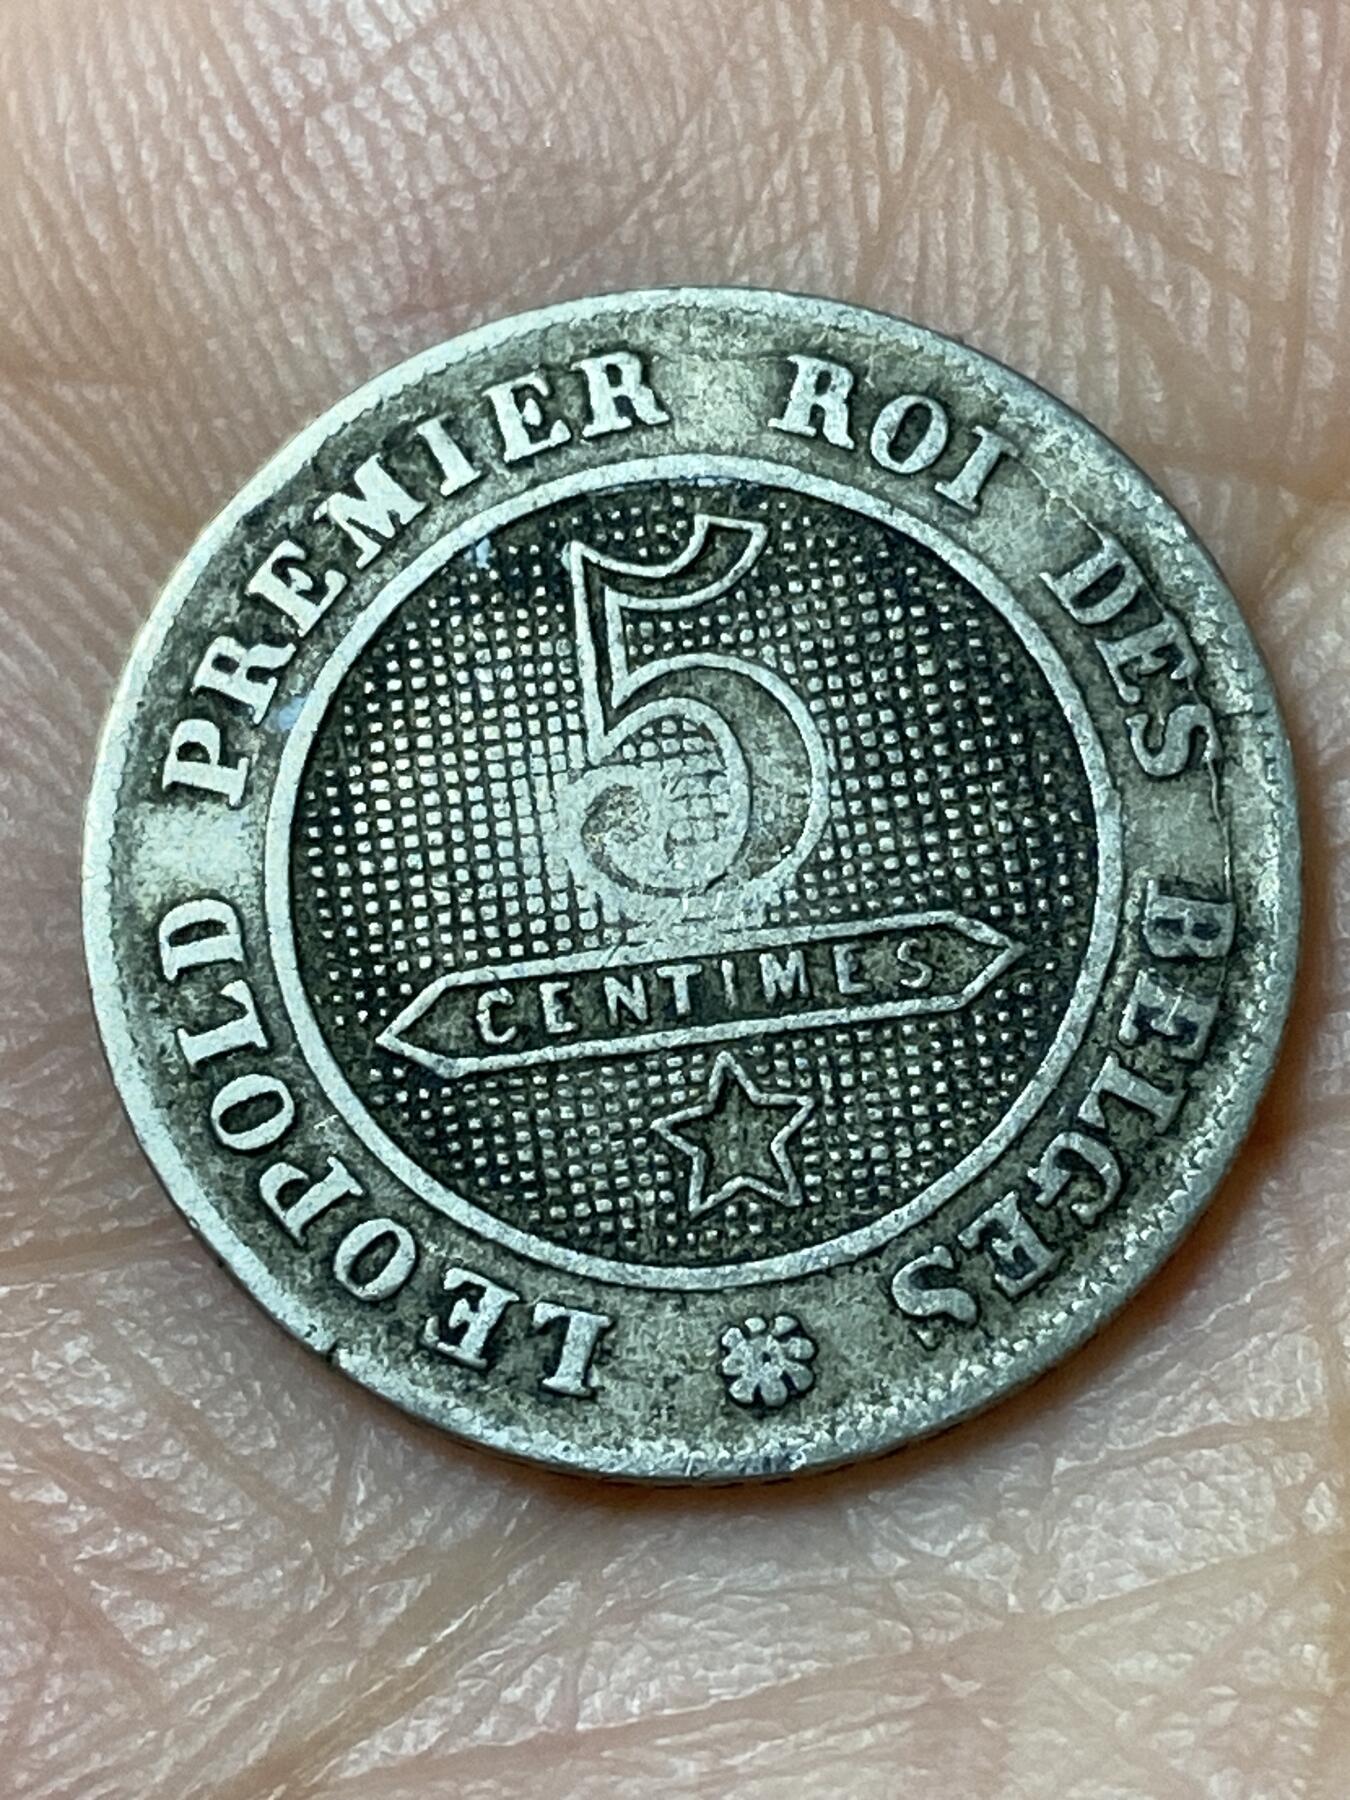 LEOPOLD PREMIER ROI DES BELGES
5
CENTIMES